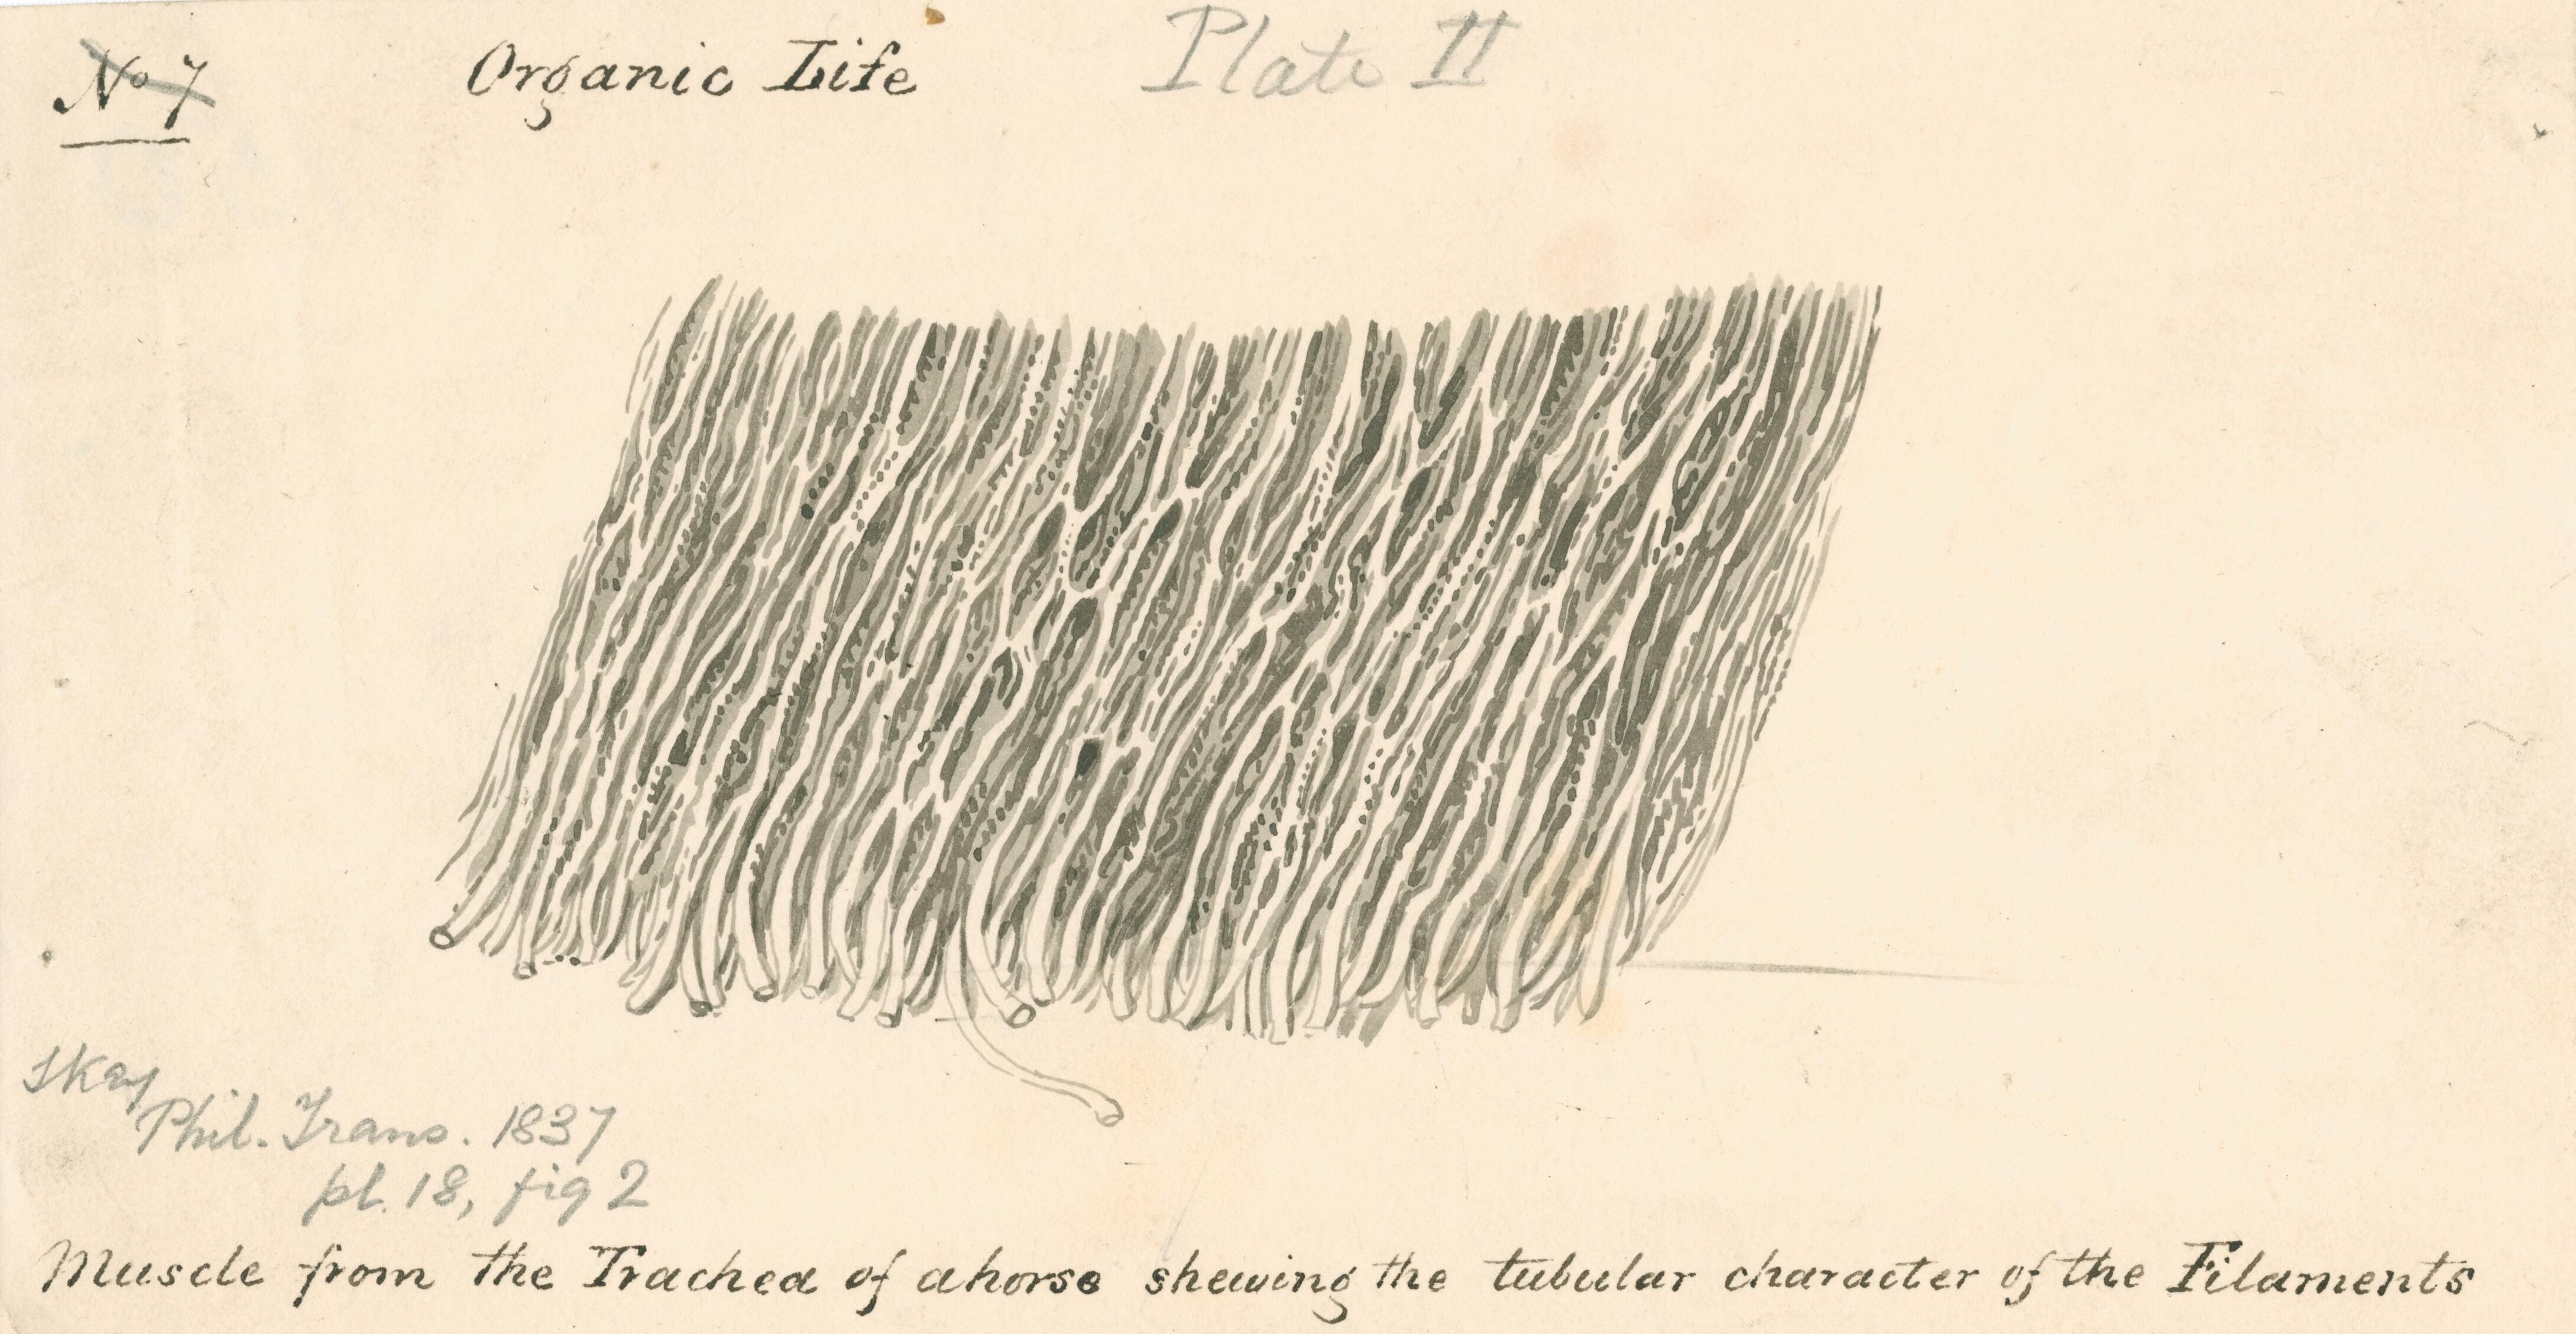 No 7 Organic Life Plate II
Skey
Phil. Trans. 1837
pl. 18, fig 2
Muscle from the Trachea of a horse shewing the tubular character of the Filaments